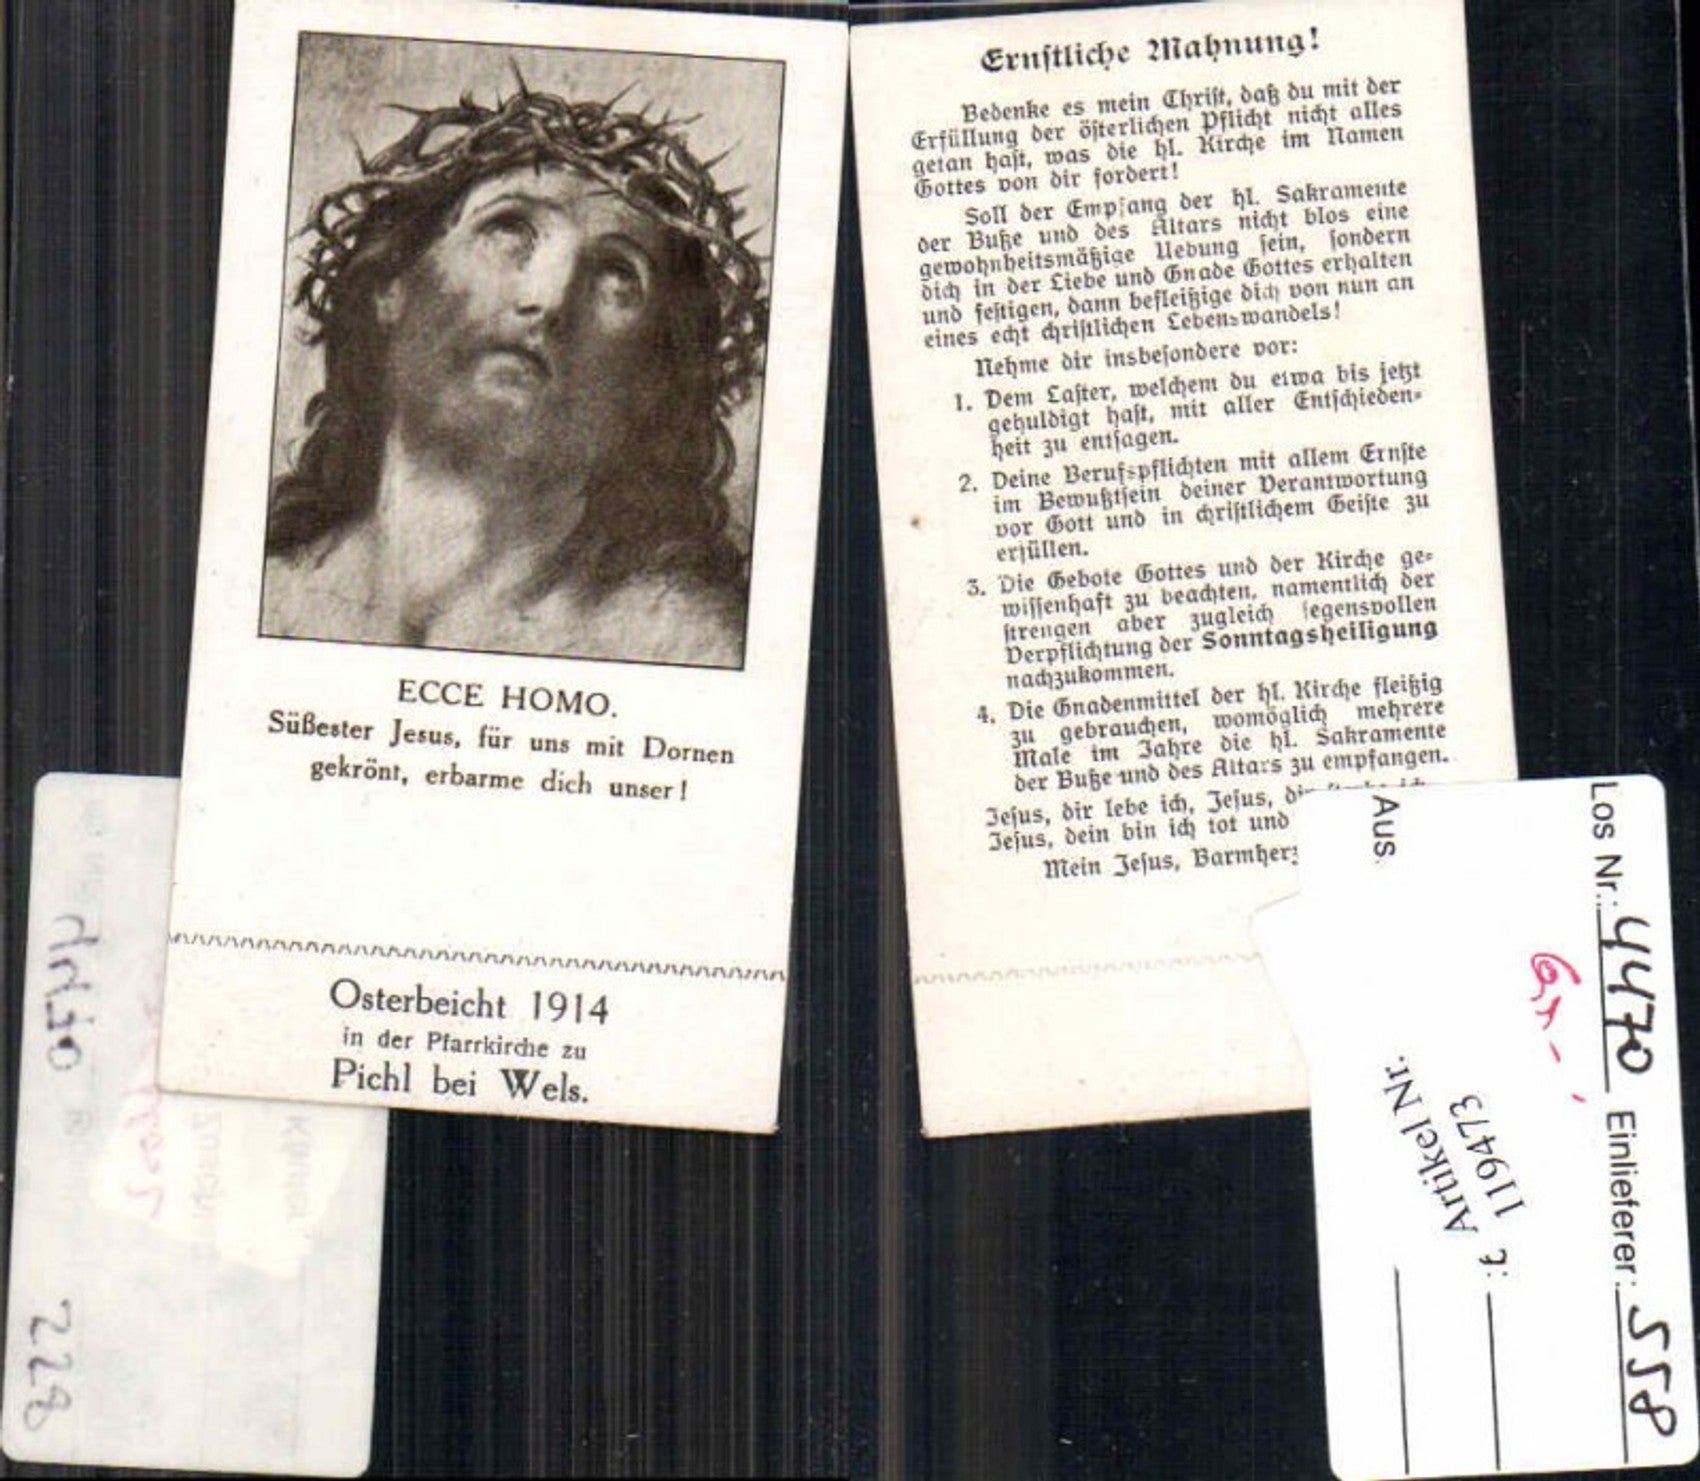 ECCE HOMO.
Süßester Jesus, für uns mit Dornen
gekrönt, erbarme dich unser!
Osterbeicht 1914
in der Pfarrkirche zu
Pichl bei Wels.
Ernstliche Mahnung!
Bedenke es mein Christ, daß du mit der
Erfüllung der österlichen Pflicht nicht alles
getan hast, was die hl. Kirche im Namen
Gottes von dir fordert!
Soll der Empfang der hl. Sakramente
der Buße und des Altars nicht blos eine
gewohnheitsmäßige Uebung sein, sondern
dich in der Liebe und Gnade Gottes erhalten
und festigen, dann befleißige dich von nun an
eines echt christlichen Lebenswandels!
Nehme dir insbesondere vor:
1. Dem Laster, welchem du etwa bis jetzt
gehuldigt hast, mit aller Entschieden-
heit zu entsagen.
2. Deine Berufspflichten mit allem Ernste
im Bewußtsein deiner Verantwortung
vor Gott und in christlichem Geiste zu
erfüllen.
3. Die Gebote Gottes und der Kirche ge-
wissenhaft zu beachten, namentlich der
strengen aber zugleich segensvollen
Verpflichtung der Sonntagsheiligung
nachzukommen.
4. Die Gnadenmittel der hl. Kirche fleißig
zu gebrauchen, womöglich mehrere
Male im Jahre die hl. Sakramente
der Buße und des Altars zu empfangen.
Jesus, dir lebe ich, Jesus,
Jesus, dein bin ich tot und
Mein Jesus,
Los Nr.: 4470 Einlieferer: 558
Aus
Artikel Nr.
119473
228